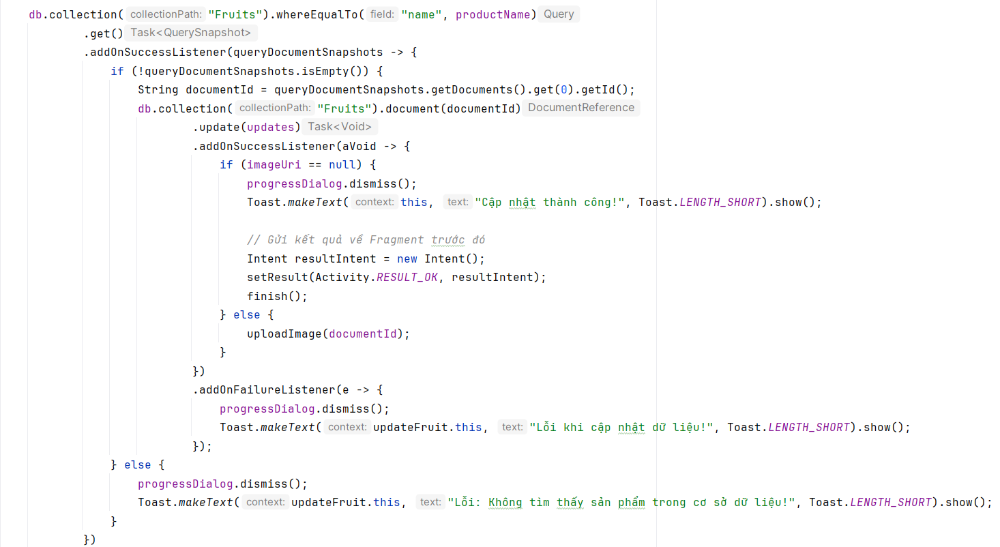 db.collection( collectionPath: "Fruits").whereEqualTo( field: "name", productName) Query
.get() Task<QuerySnapshot>
.addOnSuccessListener(queryDocumentSnapshots -> {
if (!queryDocumentSnapshots.isEmpty()) {
String documentId = queryDocumentSnapshots.getDocuments().get(0).getId();
db.collection( collectionPath: "Fruits").document(documentId) DocumentReference
.update(updates) Task<Void>
.addOnSuccessListener(aVoid -> {
if (imageUri == null) {
progressDialog.dismiss();
Toast.makeText( context: this, text: "Cập nhật thành công!", Toast.LENGTH_SHORT).show();
// Gửi kết quả về Fragment trước đó
Intent resultIntent = new Intent();
setResult(Activity.RESULT_OK, resultIntent);
finish();
} else {
uploadImage(documentId);
}
})
.addOnFailureListener(e -> {
progressDialog.dismiss();
Toast.makeText( context: updateFruit.this, text: "Lỗi khi cập nhật dữ liệu!", Toast.LENGTH_SHORT).show();
});
} else {
progressDialog.dismiss();
Toast.makeText( context: updateFruit.this, text: "Lỗi: Không tìm thấy sản phẩm trong cơ sở dữ liệu!", Toast.LENGTH_SHORT).show();
}
})